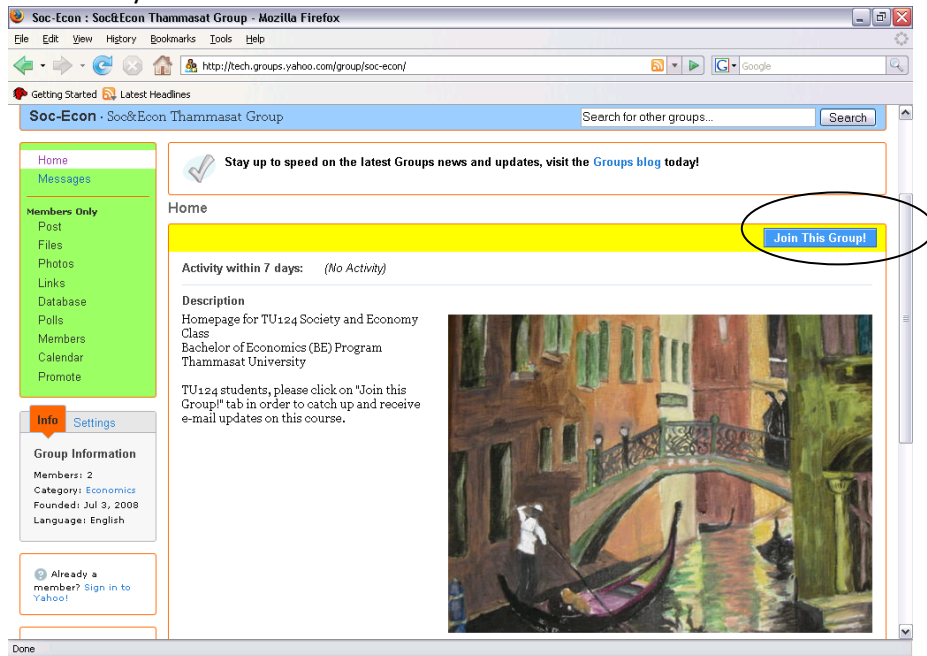 Soc-Econ : Soc&Econ Thammasat Group - Mozilla Firefox
File Edit View History Bookmarks Tools Help
http://tech.groups.yahoo.com/group/soc-econ/
G Google
Getting Started Latest Headlines
Soc-Econ · Soc&Econ Thammasat Group
Search for other groups...
Search
Home
Messages
Members Only
Post
Files
Photos
Links
Database
Polls
Members
Calendar
Promote
Info Settings
Group Information
Members: 2
Category: Economics
Founded: Jul 3, 2008
Language: English
Already a
member? Sign in to
Yahoo!
Stay up to speed on the latest Groups news and updates, visit the Groups blog today!
Home
Join This Group!
Activity within 7 days: (No Activity)
Description
Homepage for TU124 Society and Economy
Class
Bachelor of Economics (BE) Program
Thammasat University
TU124 students, please click on "Join this
Group!" tab in order to catch up and receive
e-mail updates on this course.
Done